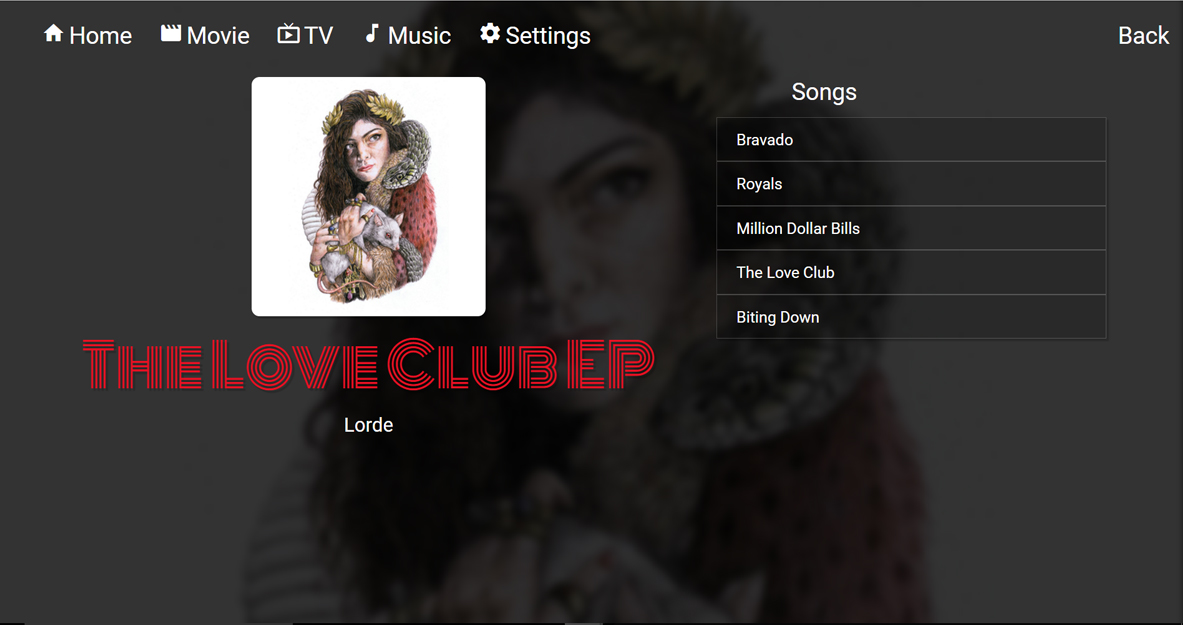 Home Movie TV Music Settings Back
Songs
Bravado
Royals
Million Dollar Bills
The Love Club
Biting Down
The Love Club EP
Lorde